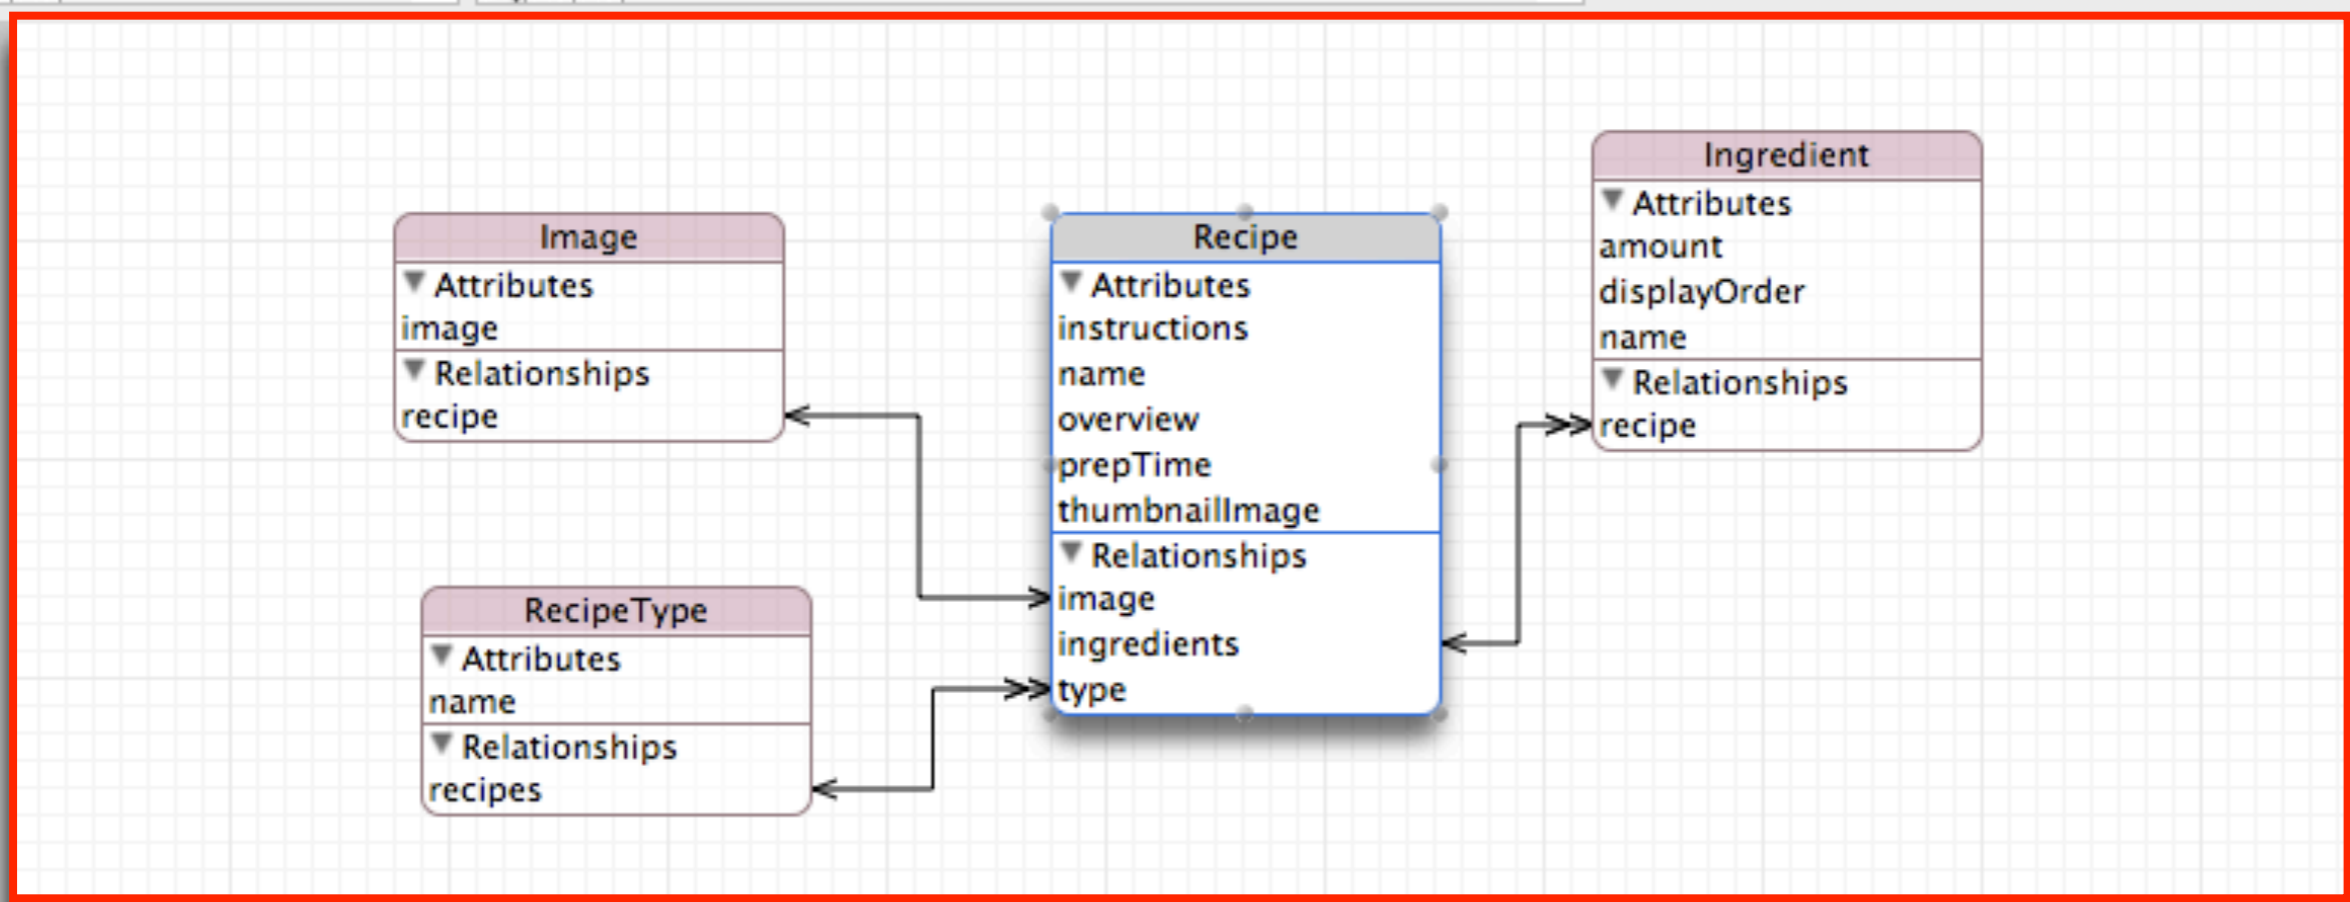 Image
Attributes
image
Relationships
recipe
RecipeType
Attributes
name
Relationships
recipes
Recipe
Attributes
instructions
name
overview
prepTime
thumbnailImage
Relationships
image
ingredients
type
Ingredient
Attributes
amount
displayOrder
name
Relationships
recipe